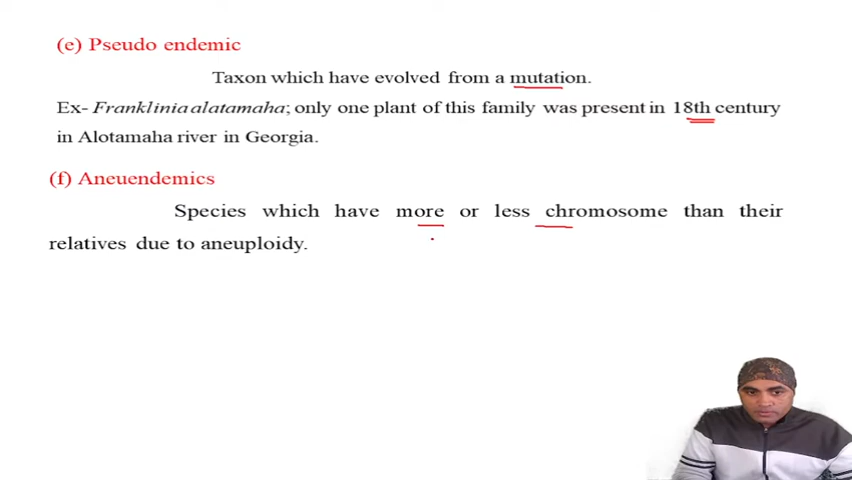 (e) Pseudo endemic
Taxon which have evolved from a mutation.
Ex- Franklinia alatamaha; only one plant of this family was present in 18th century
in Alotamaha river in Georgia.
(f) Aneuendemics
Species which have more or less chromosome than their
relatives due to aneuploidy.